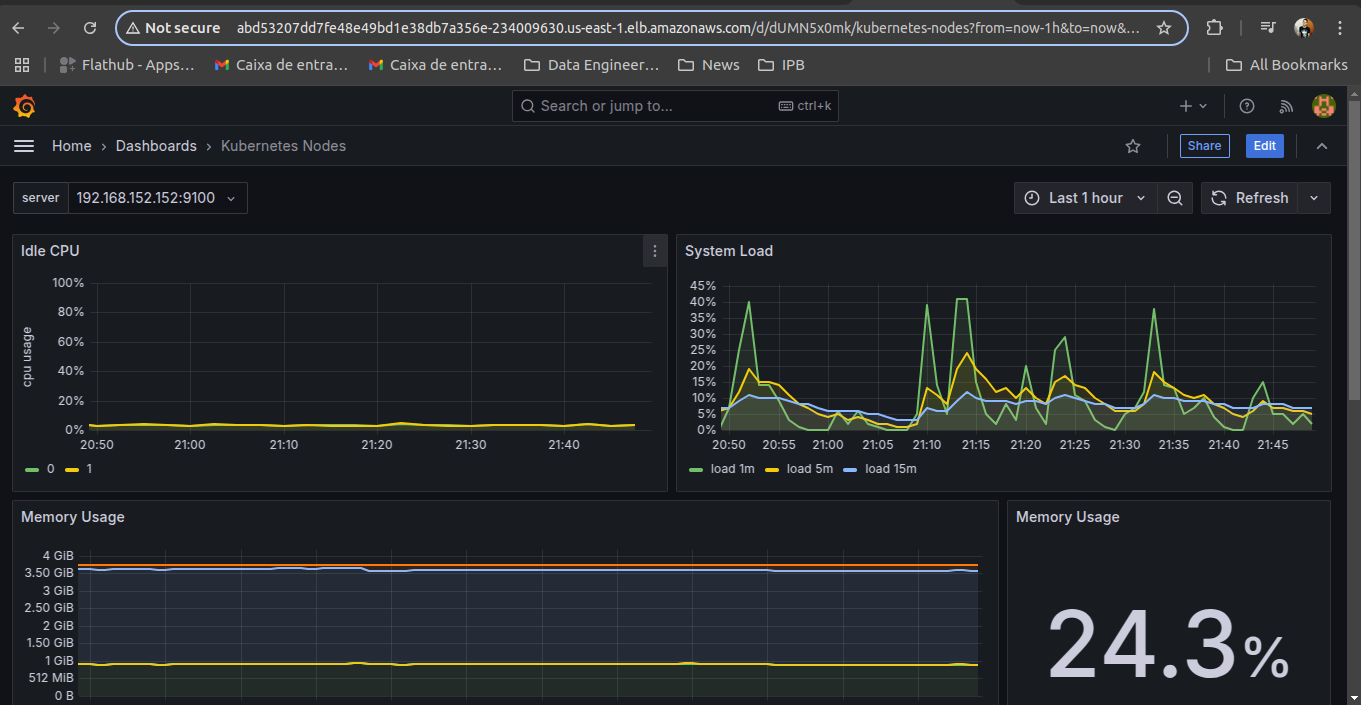 Not secure abd53207dd7fe48e49bd1e38db7a356e-234009630.us-east-1.elb.amazonaws.com/d/dUMN5x0mk/kubernetes-nodes?from=now-1h&to=now&...
Flathub - Apps... Caixa de entra... Caixa de entra... Data Engineer... News IPB All Bookmarks
Search or jump to... ctrl+k
Home › Dashboards › Kubernetes Nodes Share Edit
server 192.168.152.152:9100 Last 1 hour Refresh
Idle CPU
100%
80%
60%
40%
20%
0%
cpu usage
20:50 21:00 21:10 21:20 21:30 21:40
0 1
System Load
45%
40%
35%
30%
25%
20%
15%
10%
5%
0%
20:50 20:55 21:00 21:05 21:10 21:15 21:20 21:25 21:30 21:35 21:40 21:45
load 1m load 5m load 15m
Memory Usage
4 GiB
3.50 GiB
3 GiB
2.50 GiB
2 GiB
1.50 GiB
1 GiB
512 MiB
0 B
Memory Usage
24.3%